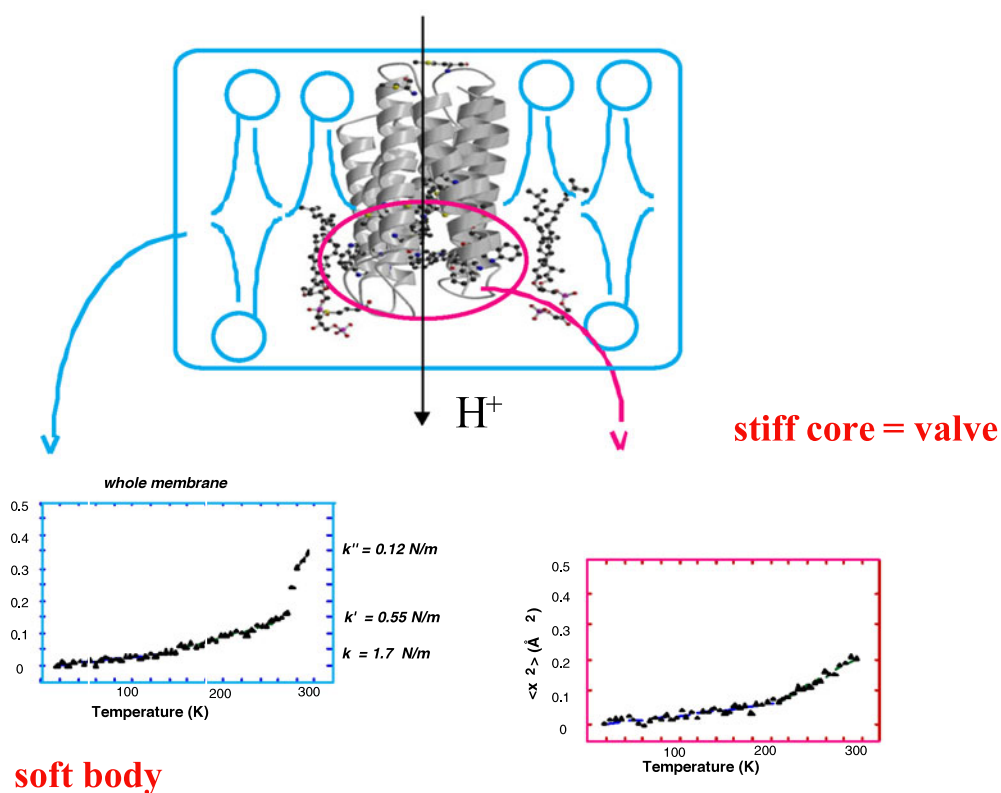 H+
stiff core = valve
whole membrane
0.5
0.4
0.3
0.2
0.1
0
k" = 0.12 N/m
k' = 0.55 N/m
k = 1.7 N/m
100 200 300
Temperature (K)
soft body
<x 2> (Å 2)
0.5
0.4
0.3
0.2
0.1
0
100 200 300
Temperature (K)